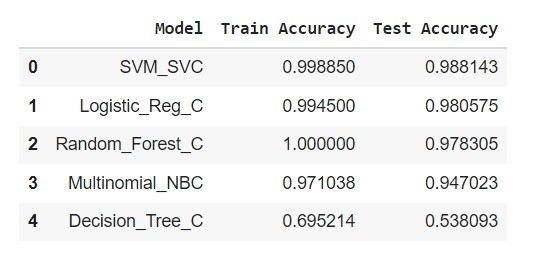 Model Train Accuracy Test Accuracy
0 SVM_SVC 0.998850 0.988143
1 Logistic_Reg_C 0.994500 0.980575
2 Random_Forest_C 1.000000 0.978305
3 Multinomial_NBC 0.971038 0.947023
4 Decision_Tree_C 0.695214 0.538093